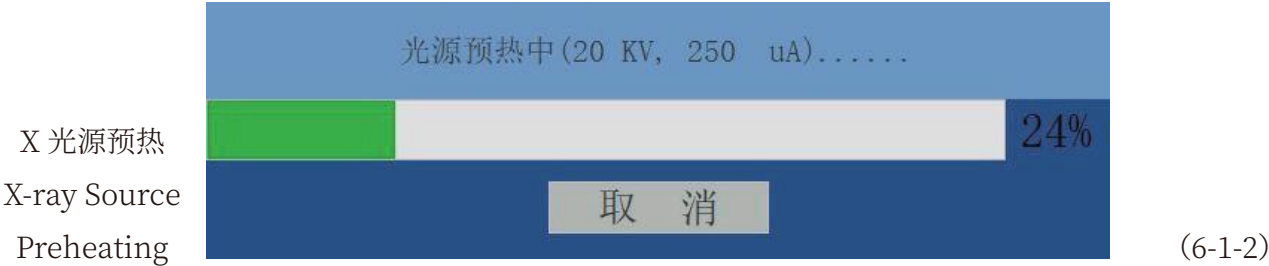 光源预热中(20 KV, 250 uA)......
24%
取 消
X 光源预热
X-ray Source
Preheating
(6-1-2)